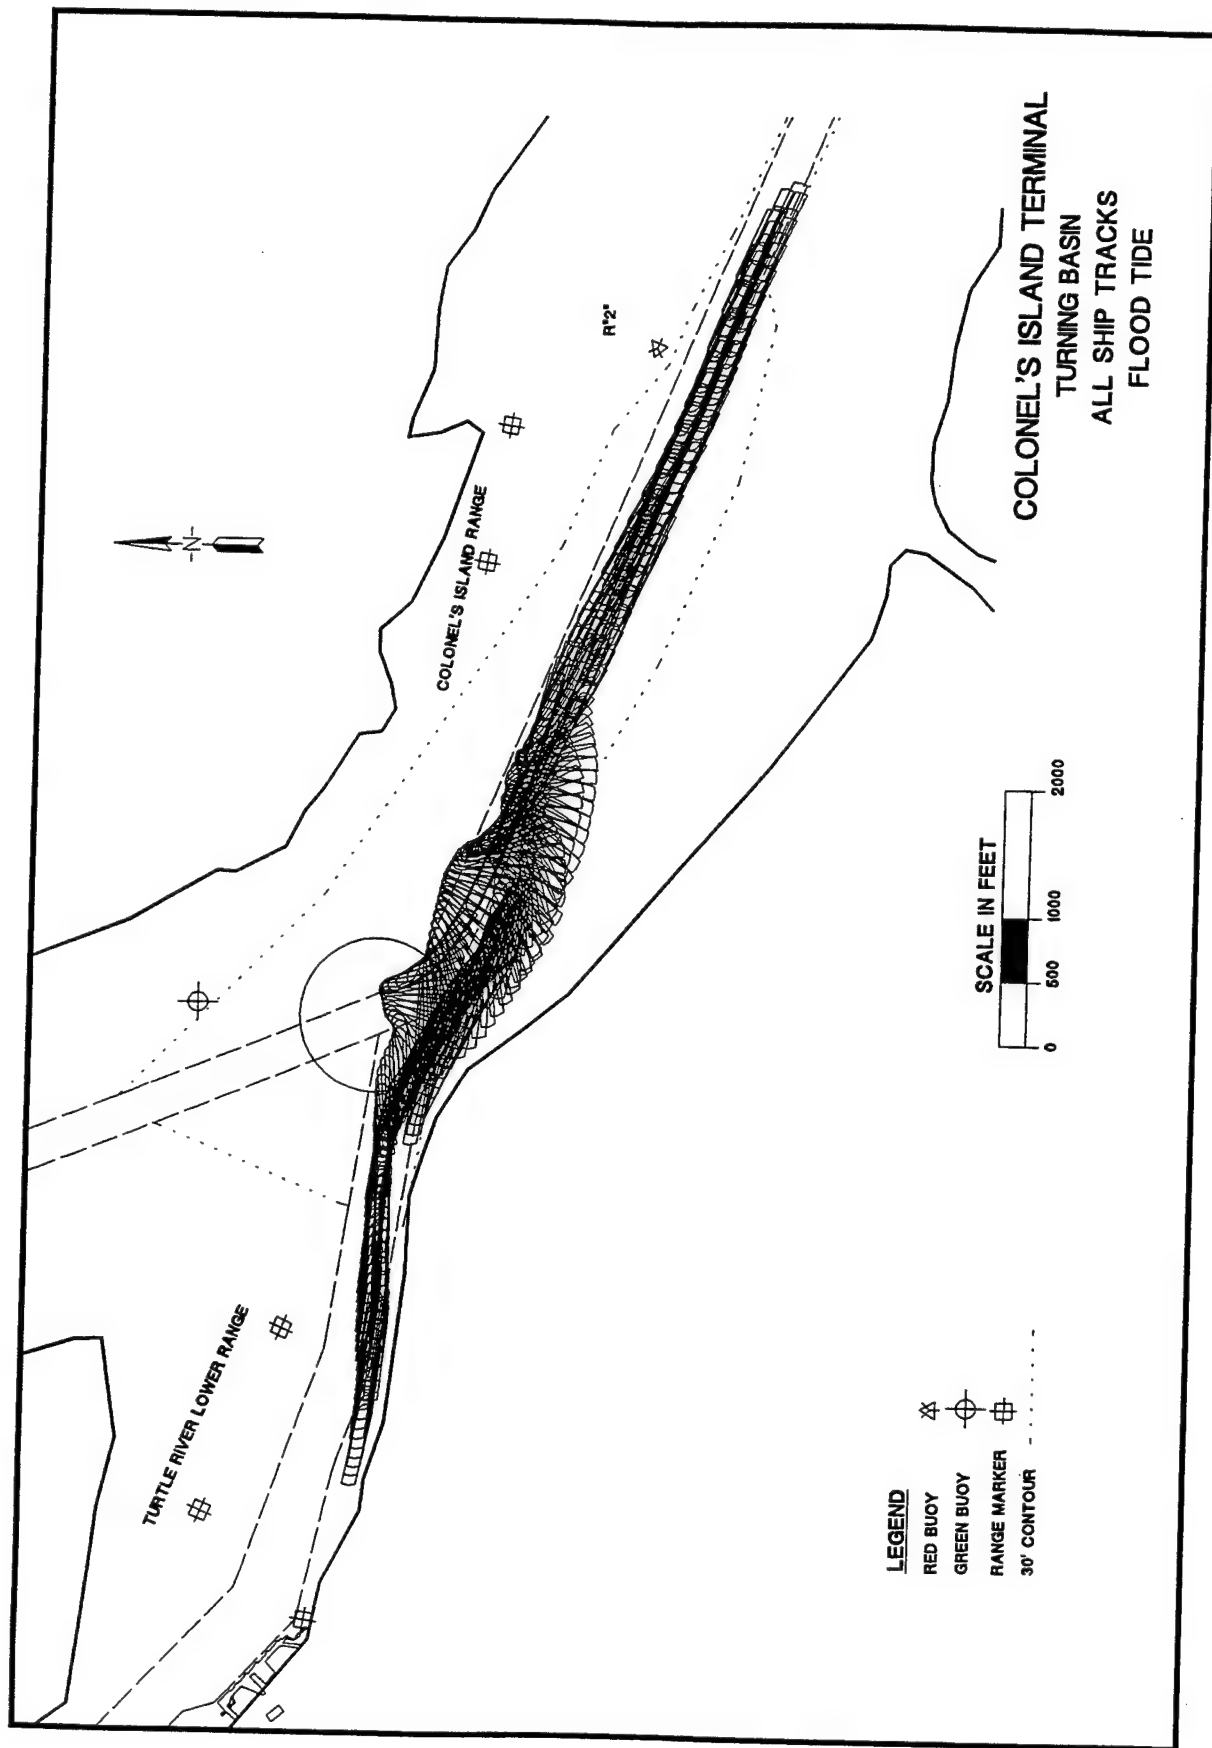 COLONEL'S ISLAND TERMINAL
TURNING BASIN
ALL SHIP TRACKS
FLOOD TIDE
TURTLE RIVER LOWER RANGE
COLONEL'S ISLAND RANGE
R"2"
N
SCALE IN FEET
0 500 1000 2000
LEGEND
RED BUOY
GREEN BUOY
RANGE MARKER
30' CONTOUR